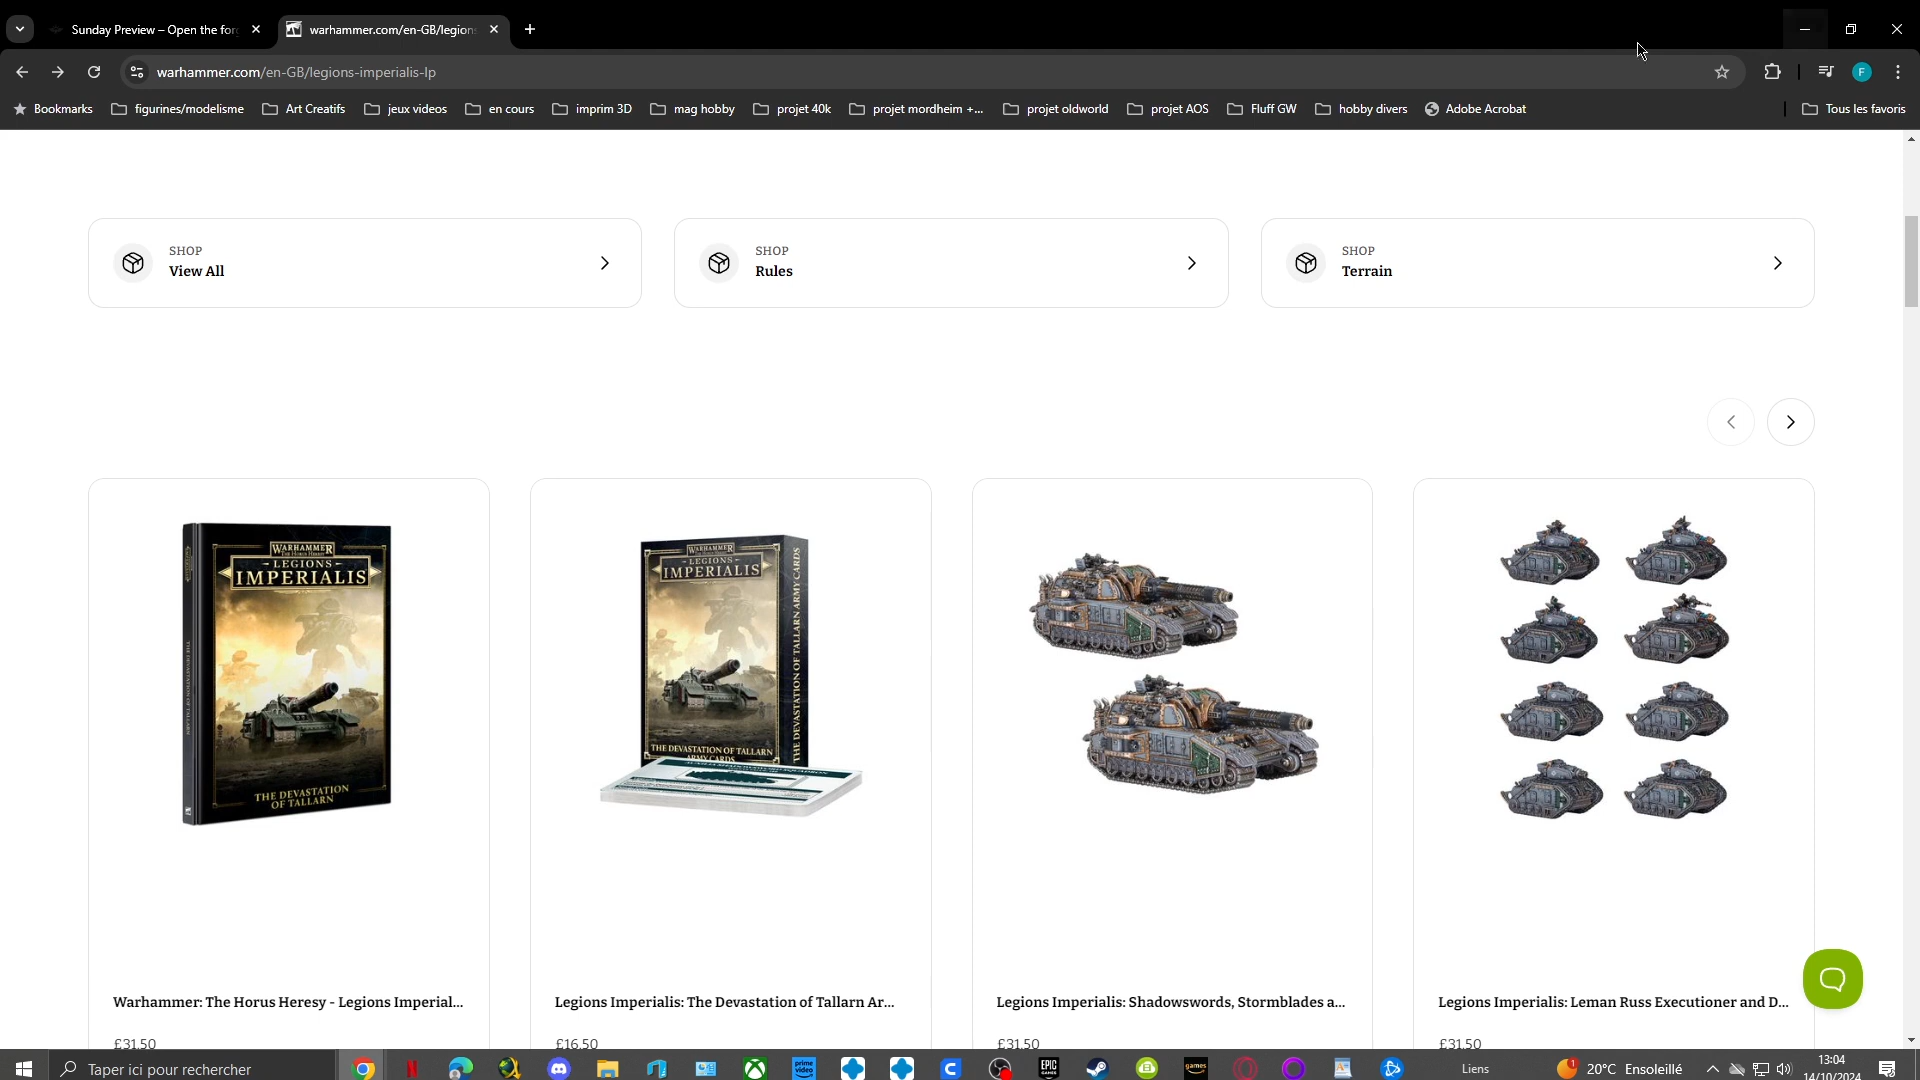 Sunday Preview – Open the for
warhammer.com/en-GB/legions
warhammer.com/en-GB/legions-imperialis-lp
F
Bookmarks
figurines/modelisme
Art Creatifs
jeux videos
en cours
imprim 3D
mag hobby
projet 40k
projet mordheim +...
projet oldworld
projet AOS
Fluff GW
hobby divers
Adobe Acrobat
Tous les favoris
SHOP
View All
SHOP
Rules
SHOP
Terrain
WARHAMMER
THE HORUS HERESY
- LEGIONS -
IMPERIALIS
THE DEVASTATION
OF TALLARN
WARHAMMER
THE HORUS HERESY
- LEGIONS -
IMPERIALIS
THE DEVASTATION OF TALLARN
ARMY CARDS
THE DEVASTATION OF TALLARN ARMY CARDS
Warhammer: The Horus Heresy - Legions Imperial...
Legions Imperialis: The Devastation of Tallarn Ar...
Legions Imperialis: Shadowswords, Stormblades a...
Legions Imperialis: Leman Russ Executioner and D...
£31.50
£16.50
£31.50
£31.50
Taper ici pour rechercher
prime video
EPIC GAMES
games
Liens
20°C Ensoleillé
13:04
14/10/2024